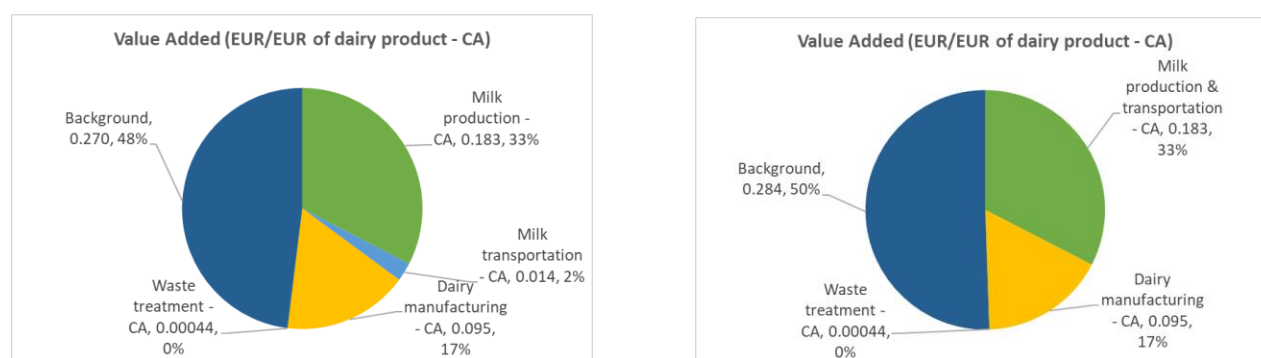 Value Added (EUR/EUR of dairy product - CA)
Background,
0.270, 48%
Milk
production -
CA, 0.183, 33%
Milk
transportation
- CA, 0.014, 2%
Waste
treatment -
CA, 0.00044,
0%
Dairy
manufacturing
- CA, 0.095,
17%
Value Added (EUR/EUR of dairy product - CA)
Milk
production &
transportation
- CA, 0.183,
33%
Background,
0.284, 50%
Waste
treatment -
CA, 0.00044,
0%
Dairy
manufacturing
- CA, 0.095,
17%